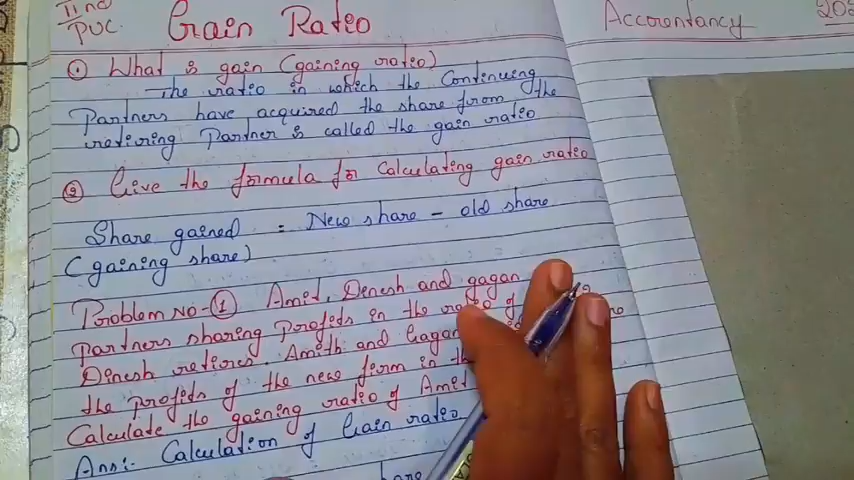 IInd
PUC
Gain Ratio
Accountancy
① What is gain (gaining ratio)
The ratio in which the Continuing
Partners have acquired the share from the
retiring Partner is called the gain ratio
② Give the formula for Calculating gain ratio
Share gained = New share - old share
(gaining share)
Problem No-① Amit, Dinesh and gagan
Partners sharing Profits in the ratio of
Dinesh retires. Amith and Gagan
the profits of the new firm in the
Calculate the gaining ratio of Amit
Ans:- Calculation of Gain ratio